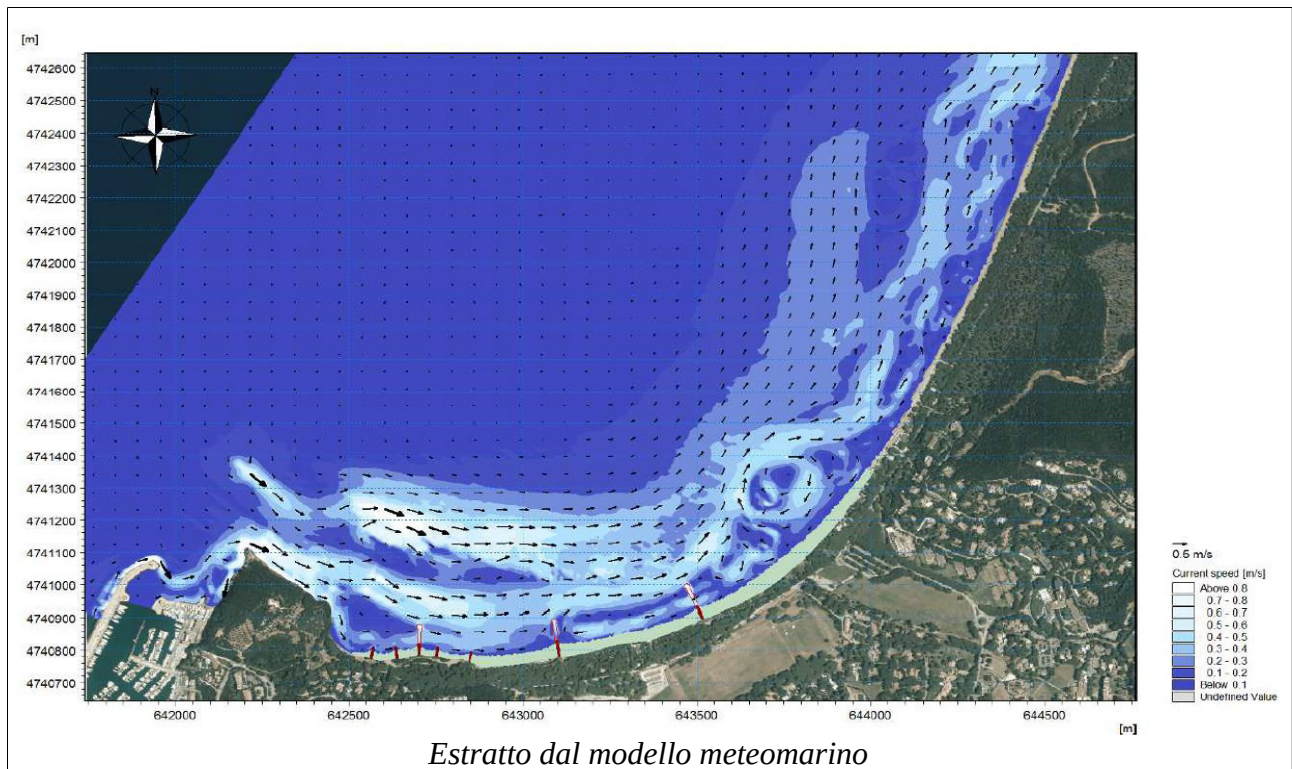 [m]
4742600
4742500
4742400
4742300
4742200
4742100
4742000
4741900
4741800
4741700
4741600
4741500
4741400
4741300
4741200
4741100
4741000
4740900
4740800
4740700
N
642000 642500 643000 643500 644000 644500
[m]
0.5 m/s
Current speed [m/s]
Above 0.8
0.7 - 0.8
0.6 - 0.7
0.5 - 0.6
0.4 - 0.5
0.3 - 0.4
0.2 - 0.3
0.1 - 0.2
Below 0.1
Undefined Value
Estratto dal modello meteomarino